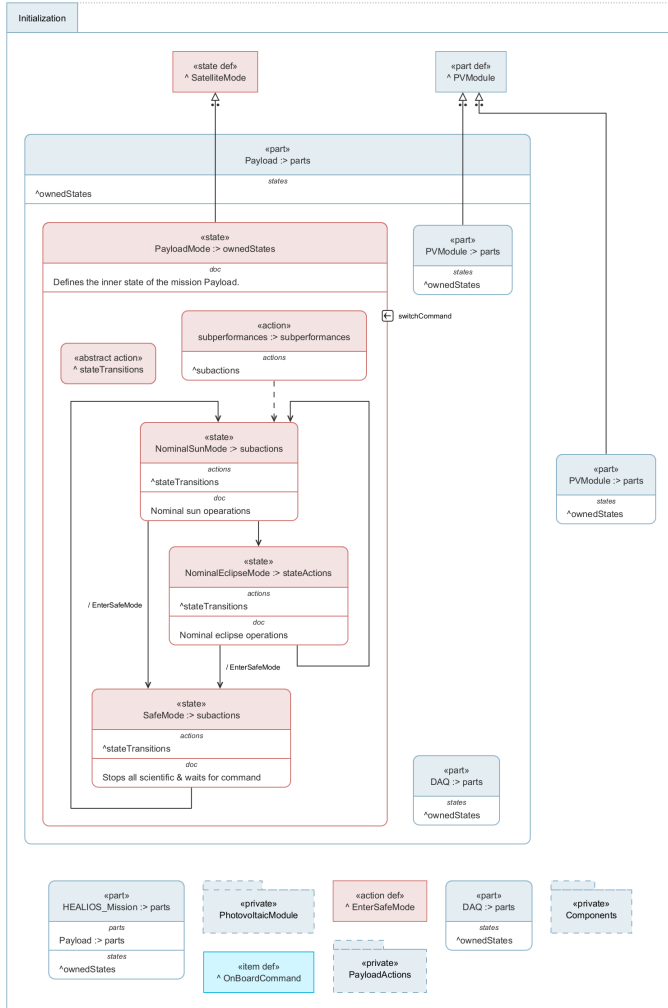 Initialization
«state def»
^ SatelliteMode
«part def»
^ PVModule
«part»
Payload :> parts
states
^ownedStates
«state»
PayloadMode :> ownedStates
doc
Defines the inner state of the mission Payload.
«part»
PVModule :> parts
states
^ownedStates
switchCommand
«action»
subperformances :> subperformances
actions
^subactions
«abstract action»
^ stateTransitions
«state»
NominalSunMode :> subactions
actions
^stateTransitions
doc
Nominal sun opearations
«part»
PVModule :> parts
states
^ownedStates
«state»
NominalEclipseMode :> stateActions
actions
^stateTransitions
doc
Nominal eclipse operations
/ EnterSafeMode
/ EnterSafeMode
«state»
SafeMode :> subactions
actions
^stateTransitions
doc
Stops all scientific & waits for command
«part»
DAQ :> parts
states
^ownedStates
«part»
HEALIOS_Mission :> parts
parts
Payload :> parts
states
^ownedStates
«private»
PhotovoltaicModule
«action def»
^ EnterSafeMode
«part»
DAQ :> parts
states
^ownedStates
«private»
Components
«item def»
^ OnBoardCommand
«private»
PayloadActions